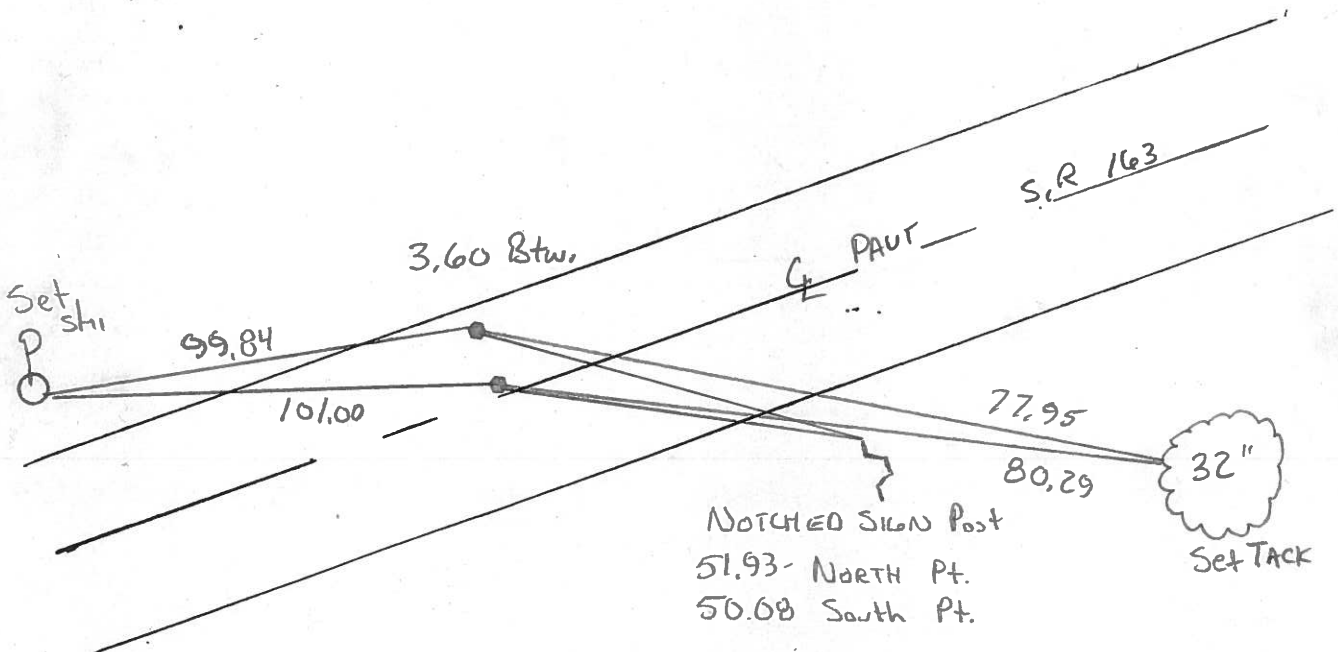 S.R 163
PAVT
℄
3.60 Btw.
Set
P
99.84
101.00
77.95
80.29
32"
Set TACK
NOTCHED SIGN Post
51.93- NORTH Pt.
50.08 South Pt.